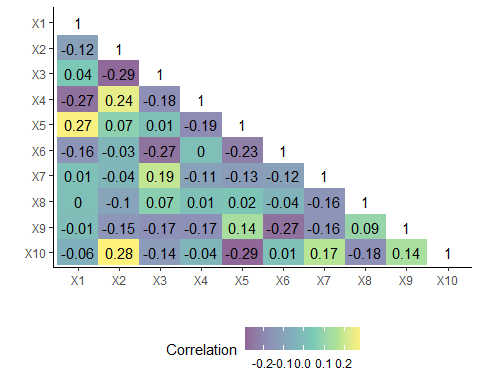 X1 1
X2 -0.12 1
X3 0.04 -0.29 1
X4 -0.27 0.24 -0.18 1
X5 0.27 0.07 0.01 -0.19 1
X6 -0.16 -0.03 -0.27 0 -0.23 1
X7 0.01 -0.04 0.19 -0.11 -0.13 -0.12 1
X8 0 -0.1 0.07 0.01 0.02 -0.04 -0.16 1
X9 -0.01 -0.15 -0.17 -0.17 0.14 -0.27 -0.16 0.09 1
X10 -0.06 0.28 -0.14 -0.04 -0.29 0.01 0.17 -0.18 0.14 1
X1 X2 X3 X4 X5 X6 X7 X8 X9 X10
Correlation
-0.2 -0.1 0.0 0.1 0.2